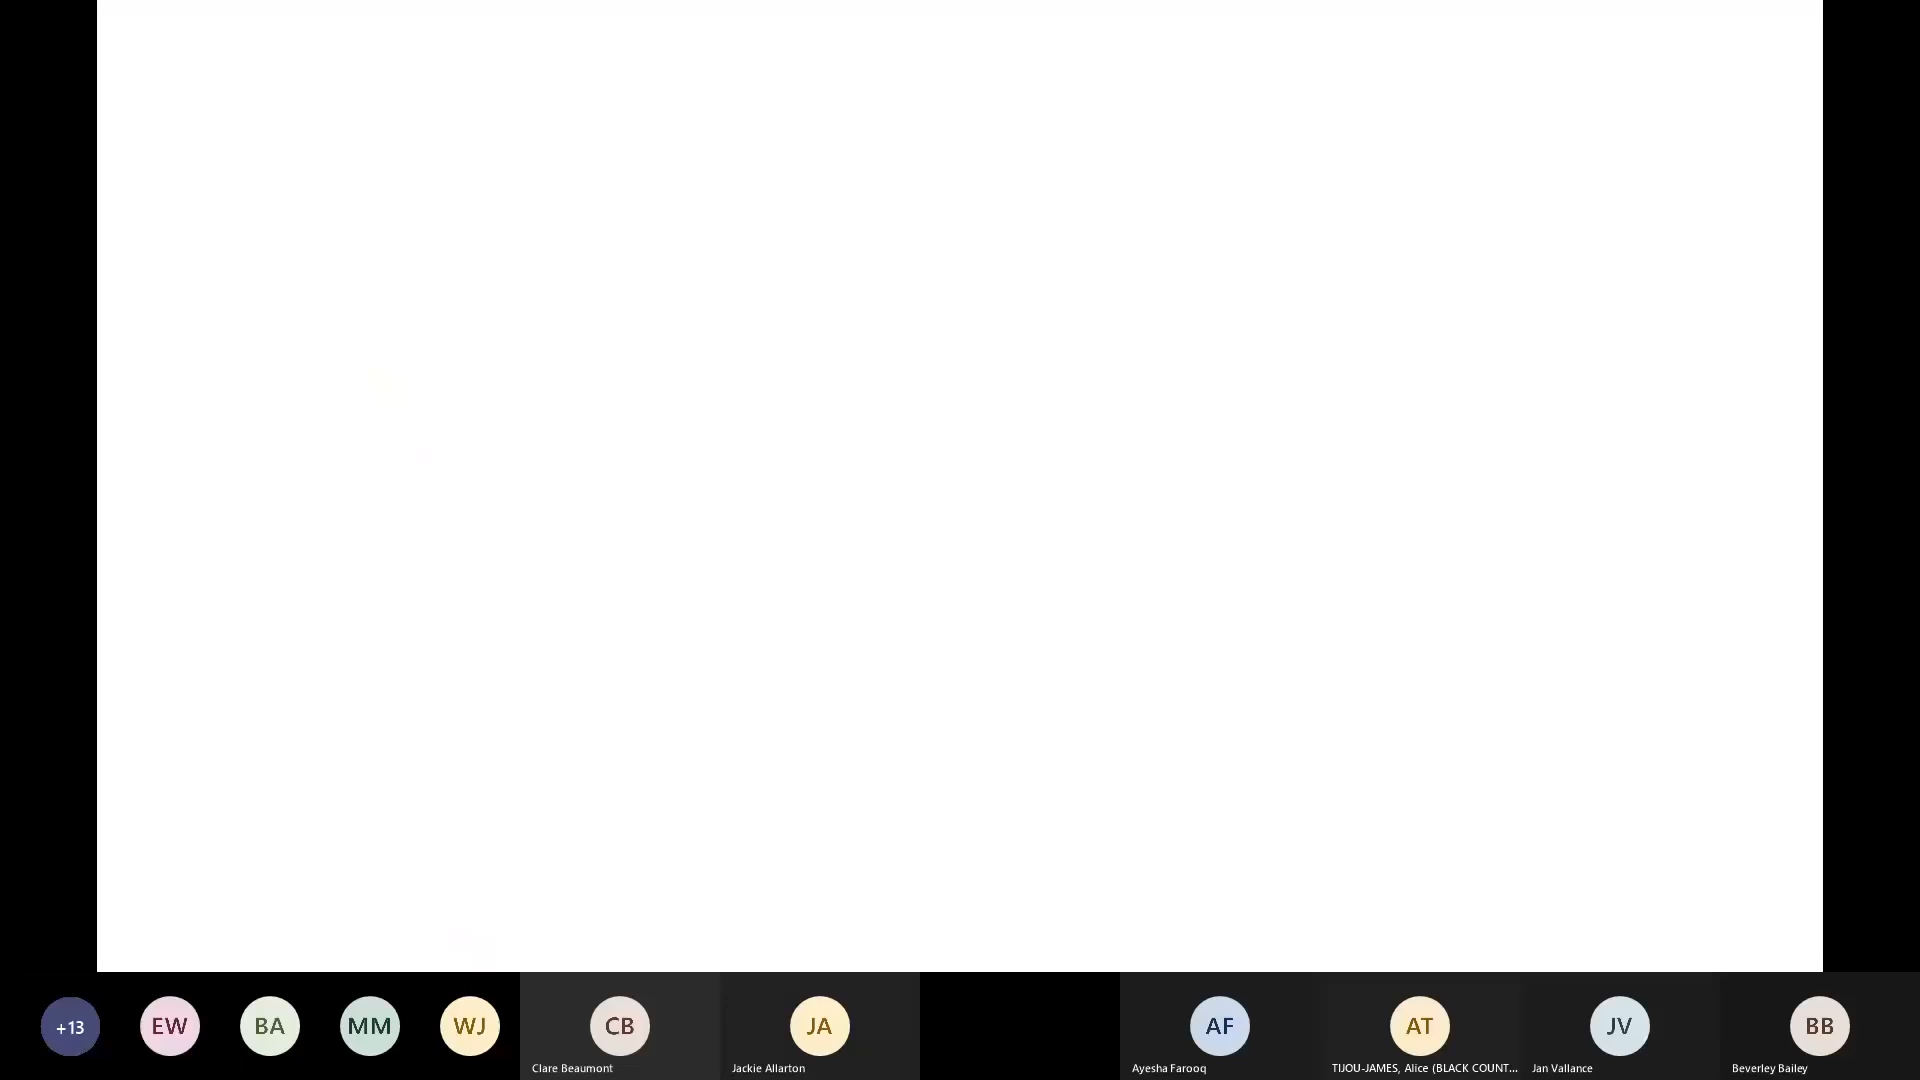 +13
EW
BA
MM
WJ
CB
JA
AF
AT
JV
BB
Clare Beaumont
Jackie Allarton
Ayesha Farooq
TIJOU-JAMES, Alice (BLACK COUNT...
Jan Vallance
Beverley Bailey